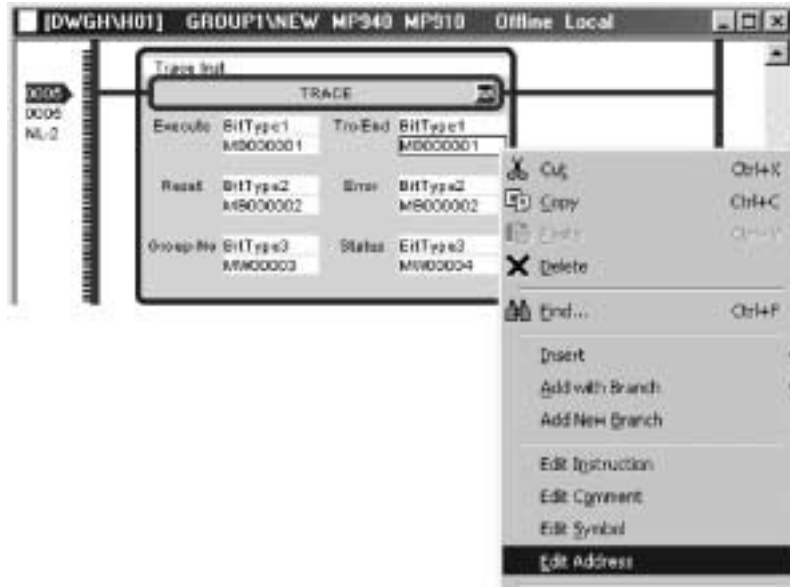 [DWGH\H01] GROUP1\NEW MP940 MP910 Offline Local
Trace Inst
TRACE
0005
0006
NL-2
Execute BitType1 Trc-End BitType1
MB000001 MB000001
Reset BitType2 Error BitType2
MB000002 MB000002
Group-No BitType3 Status BitType3
MW00003 MW00004
Cut Ctrl+X
Copy Ctrl+C
Paste Ctrl+V
Delete
Find... Ctrl+F
Insert
Add with Branch
Add New Branch
Edit Instruction
Edit Comment
Edit Symbol
Edit Address